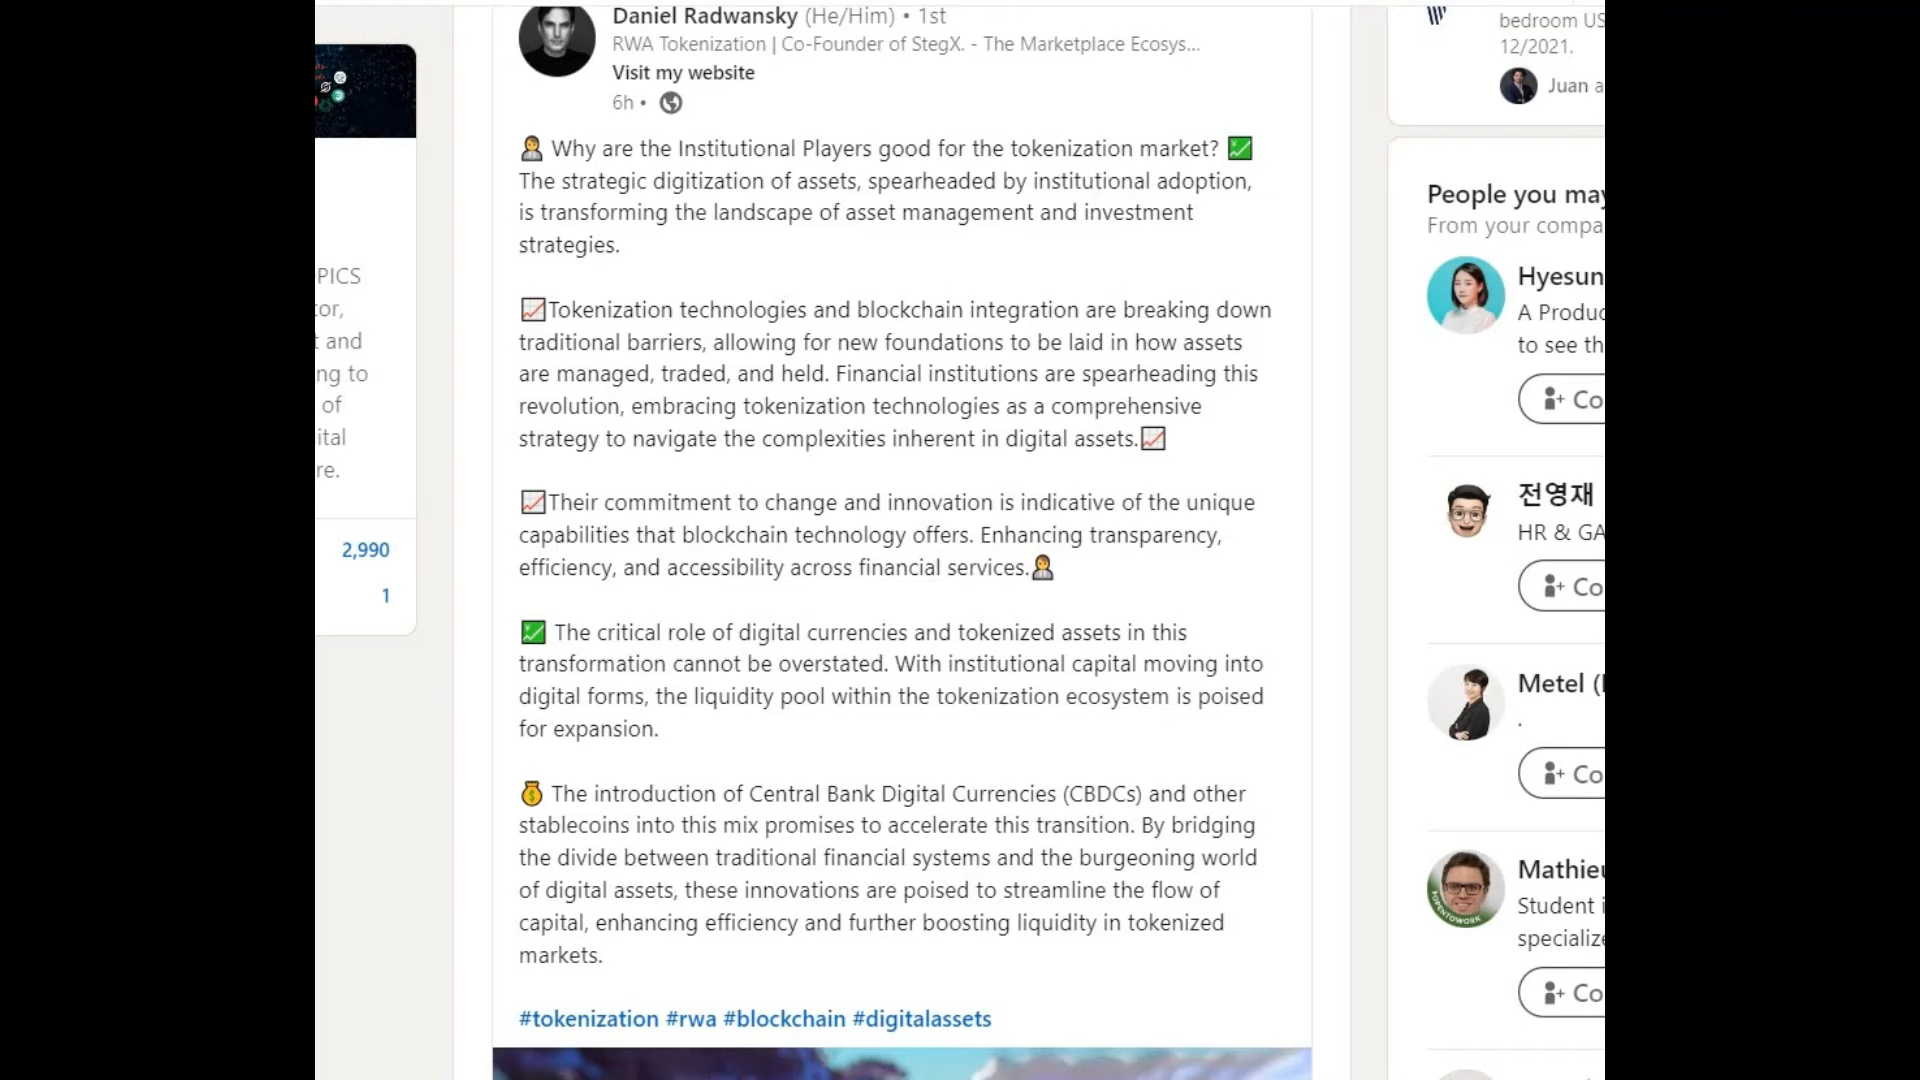 Daniel Radwansky (He/Him) • 1st
RWA Tokenization | Co-Founder of StegX. - The Marketplace Ecosys...
Visit my website
6h •
Why are the Institutional Players good for the tokenization market?
The strategic digitization of assets, spearheaded by institutional adoption,
is transforming the landscape of asset management and investment
strategies.
Tokenization technologies and blockchain integration are breaking down
traditional barriers, allowing for new foundations to be laid in how assets
are managed, traded, and held. Financial institutions are spearheading this
revolution, embracing tokenization technologies as a comprehensive
strategy to navigate the complexities inherent in digital assets.
Their commitment to change and innovation is indicative of the unique
capabilities that blockchain technology offers. Enhancing transparency,
efficiency, and accessibility across financial services.
The critical role of digital currencies and tokenized assets in this
transformation cannot be overstated. With institutional capital moving into
digital forms, the liquidity pool within the tokenization ecosystem is poised
for expansion.
The introduction of Central Bank Digital Currencies (CBDCs) and other
stablecoins into this mix promises to accelerate this transition. By bridging
the divide between traditional financial systems and the burgeoning world
of digital assets, these innovations are poised to streamline the flow of
capital, enhancing efficiency and further boosting liquidity in tokenized
markets.
#tokenization #rwa #blockchain #digitalassets
PICS
tor,
t and
ng to
of
ital
re.
2,990
1
bedroom US
12/2021.
Juan a
People you may
From your compa
Hyesun
A Produc
to see th
Co
전영재
HR & GA
Co
Metel (
.
Co
Mathieu
Student i
specialize
#OPENTOWORK
Co